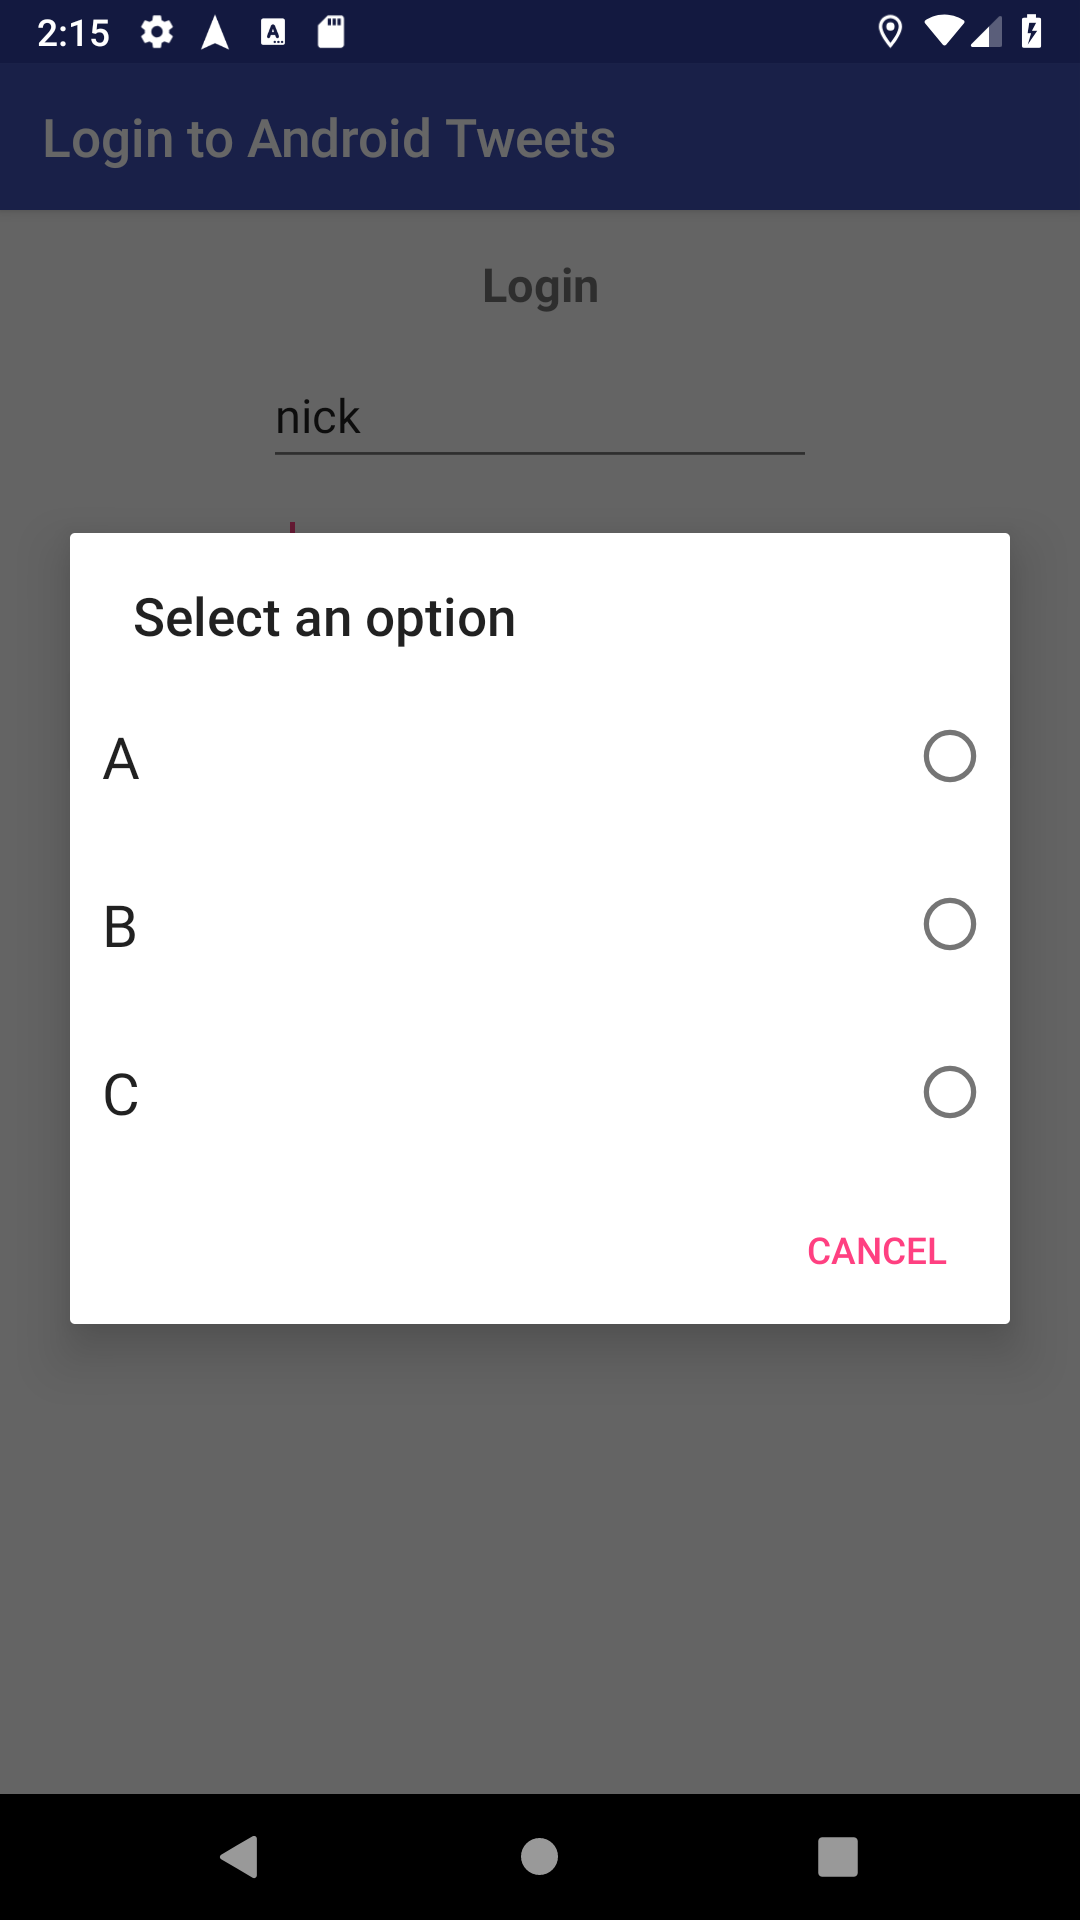 2:15
Login to Android Tweets
Login
nick
Select an option
A
B
C
CANCEL